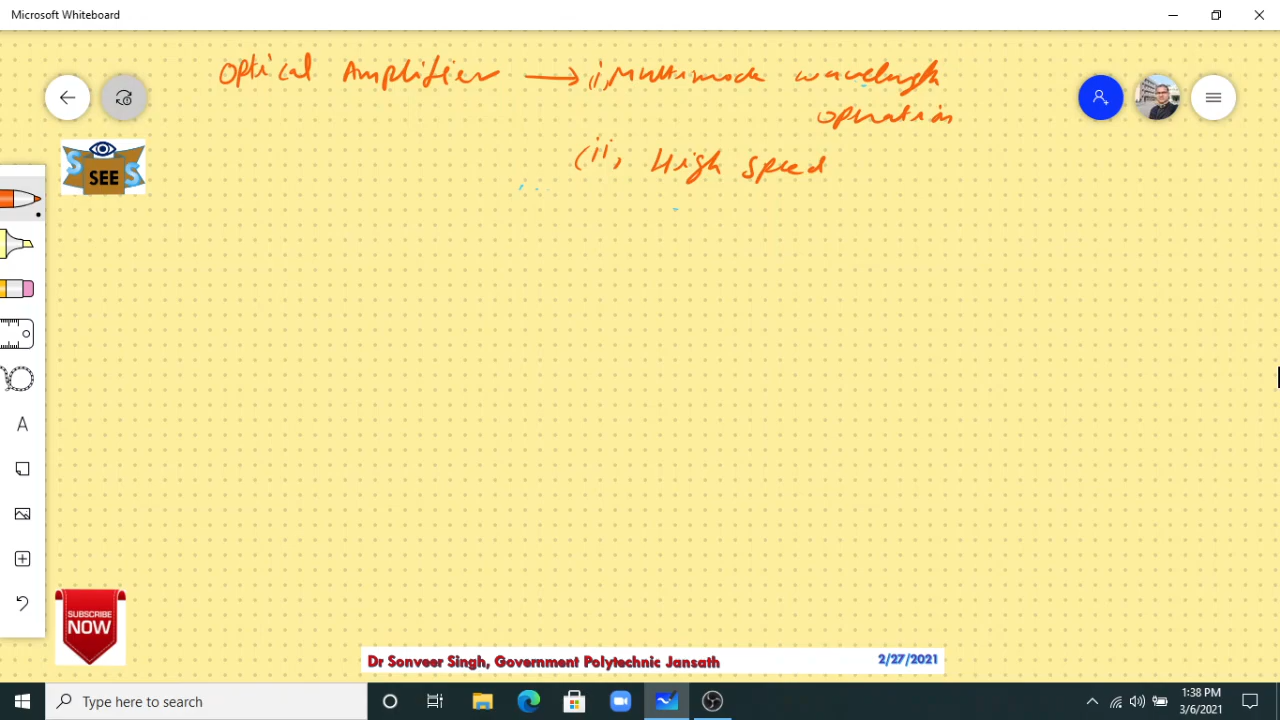 Microsoft Whiteboard
Optical Amplifier → (i, Multimode wavelength
operation
(ii, High Speed
SEE
S S
A
SUBSCRIBE
NOW
Dr Sonveer Singh, Government Polytechnic Jansath 2/27/2021
Type here to search
1:38 PM
3/6/2021